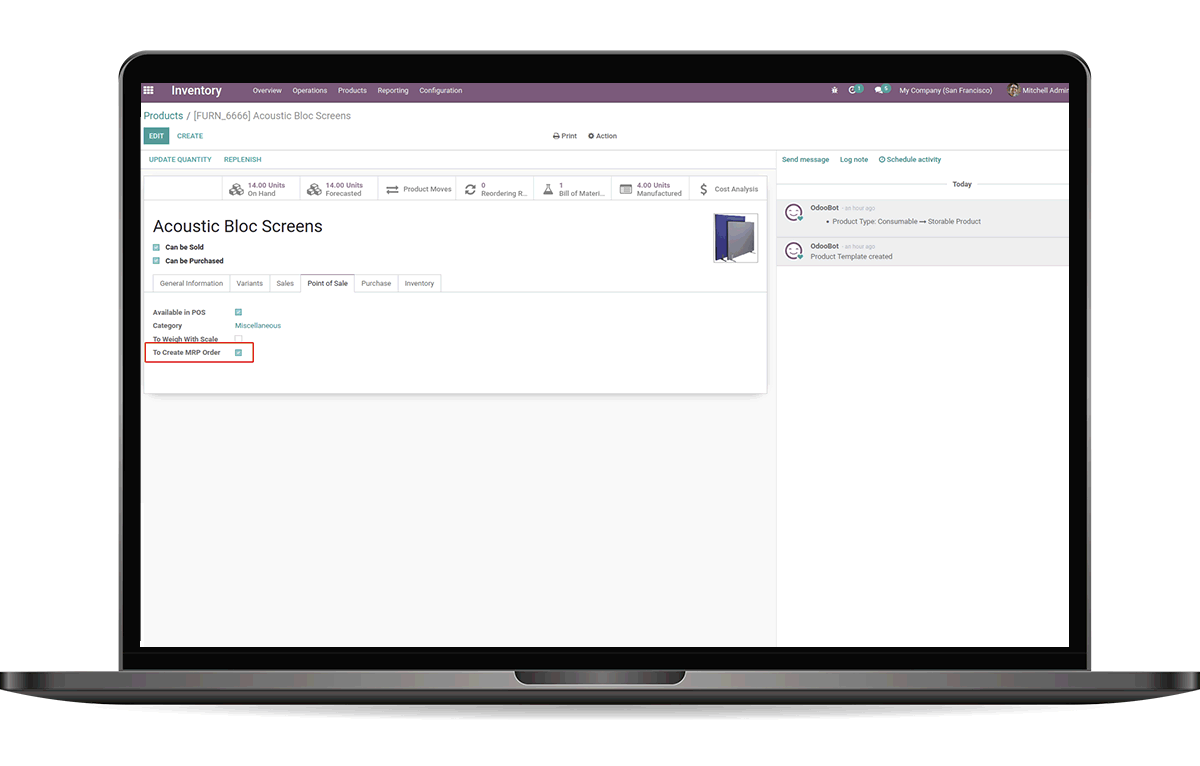 Inventory Overview Operations Products Reporting Configuration 1 5 My Company (San Francisco) Mitchell Admin
Products / [FURN_6666] Acoustic Bloc Screens
EDIT CREATE Print Action
UPDATE QUANTITY REPLENISH
Send message Log note Schedule activity
14.00 Units
On Hand
14.00 Units
Forecasted
Product Moves
0
Reordering R...
1
Bill of Materi...
4.00 Units
Manufactured
Cost Analysis
Acoustic Bloc Screens
Can be Sold
Can be Purchased
General Information Variants Sales Point of Sale Purchase Inventory
Available in POS
Category Miscellaneous
To Weigh With Scale
To Create MRP Order
Today
OdooBot - an hour ago
• Product Type: Consumable → Storable Product
OdooBot - an hour ago
Product Template created